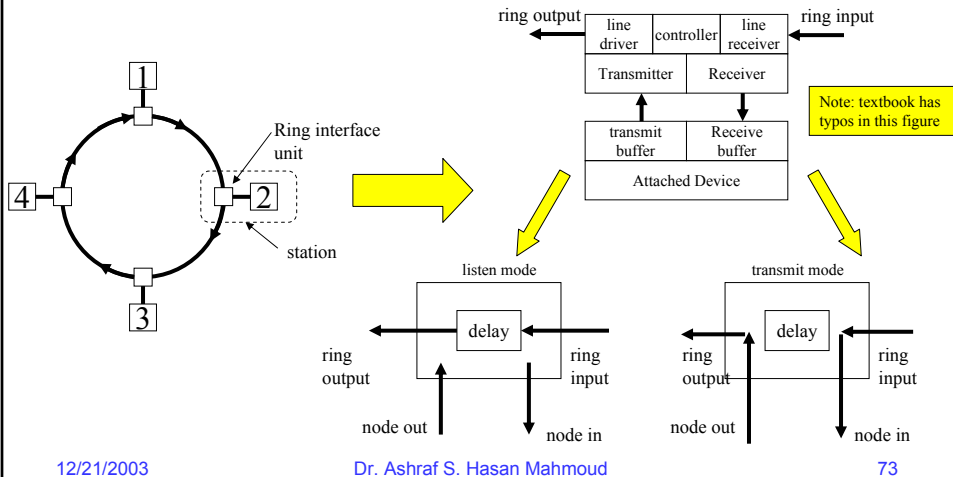 ring output
ring input
line
driver
controller
line
receiver
Transmitter
Receiver
transmit
buffer
Receive
buffer
Attached Device
Note: textbook has
typos in this figure
1
2
3
4
Ring interface
unit
station
listen mode
delay
ring
output
ring
input
node out
node in
transmit mode
delay
ring
output
ring
input
node out
node in
12/21/2003
Dr. Ashraf S. Hasan Mahmoud
73